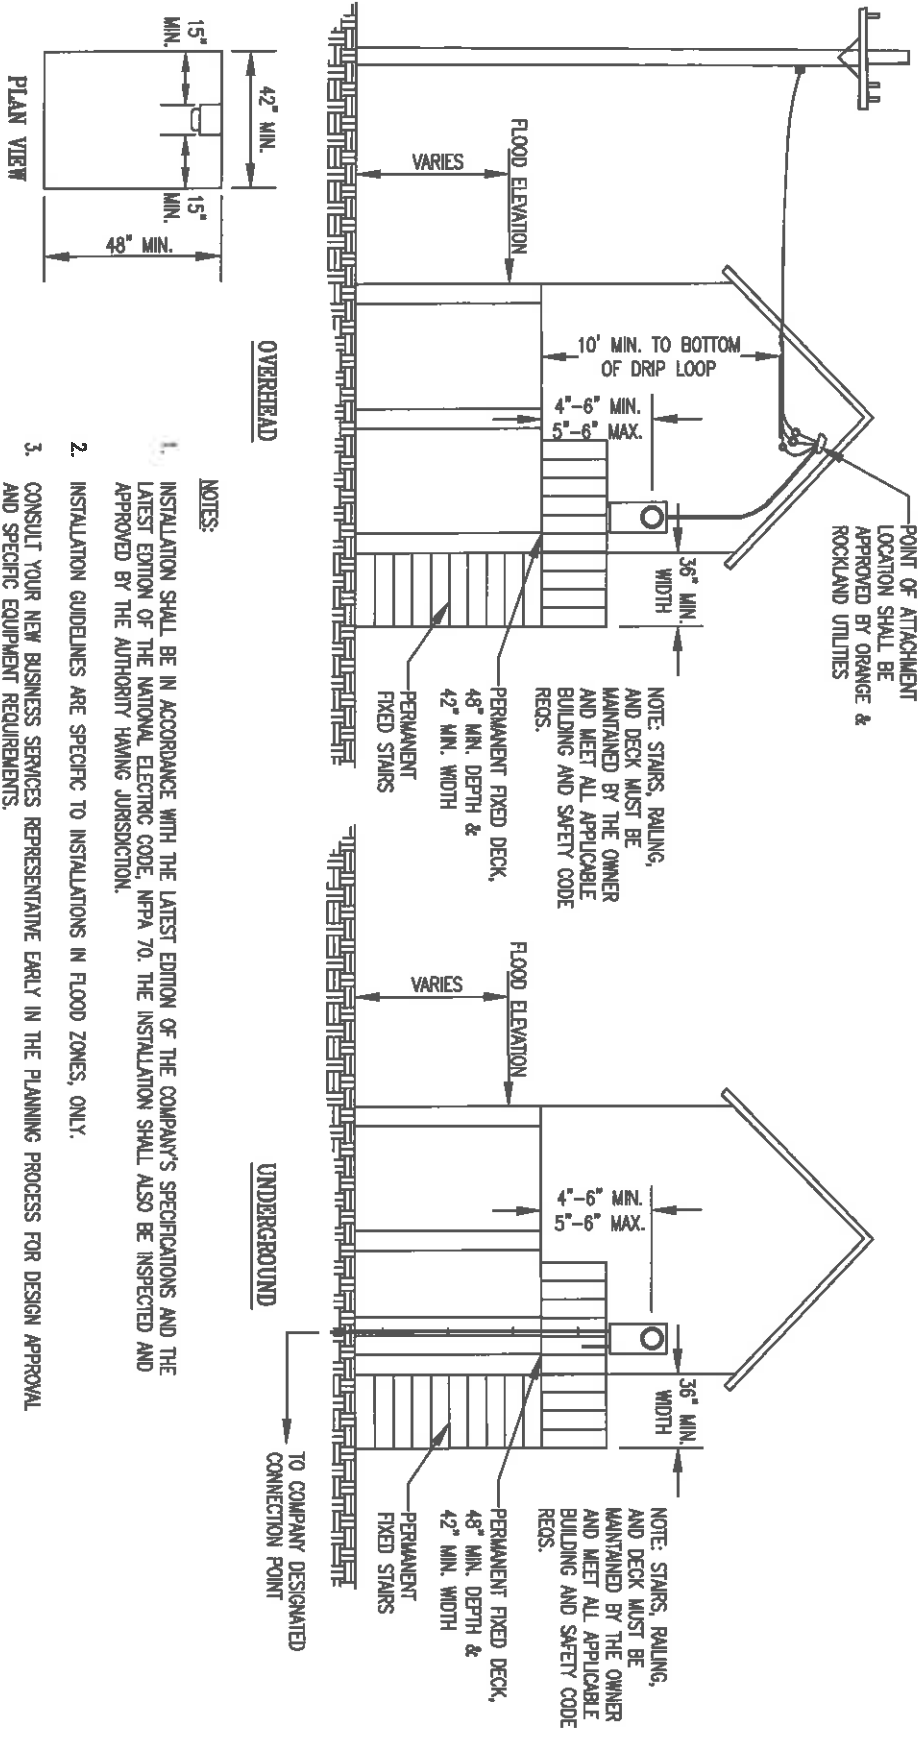 POINT OF ATTACHMENT
LOCATION SHALL BE
APPROVED BY ORANGE &
ROCKLAND UTILITIES
10' MIN. TO BOTTOM
OF DRIP LOOP
4"-6" MIN.
5"-6" MAX.
36" MIN.
WIDTH
FLOOD ELEVATION
VARIES
NOTE: STAIRS, RAILING,
AND DECK MUST BE
MAINTAINED BY THE OWNER
AND MEET ALL APPLICABLE
BUILDING AND SAFETY CODE
REQS.
PERMANENT FIXED DECK,
48" MIN. DEPTH &
42" MIN. WIDTH
PERMANENT
FIXED STAIRS
OVERHEAD
4"-6" MIN.
5"-6" MAX.
36" MIN.
WIDTH
FLOOD ELEVATION
VARIES
NOTE: STAIRS, RAILING,
AND DECK MUST BE
MAINTAINED BY THE OWNER
AND MEET ALL APPLICABLE
BUILDING AND SAFETY CODE
REQS.
PERMANENT FIXED DECK,
48" MIN. DEPTH &
42" MIN. WIDTH
PERMANENT
FIXED STAIRS
TO COMPANY DESIGNATED
CONNECTION POINT
UNDERGROUND
42" MIN.
15"
MIN.
15"
MIN.
48" MIN.
PLAN VIEW
NOTES:
1. INSTALLATION SHALL BE IN ACCORDANCE WITH THE LATEST EDITION OF THE COMPANY'S SPECIFICATIONS AND THE
LATEST EDITION OF THE NATIONAL ELECTRIC CODE, NFPA 70. THE INSTALLATION SHALL ALSO BE INSPECTED AND
APPROVED BY THE AUTHORITY HAVING JURISDICTION.
2. INSTALLATION GUIDELINES ARE SPECIFIC TO INSTALLATIONS IN FLOOD ZONES, ONLY.
3. CONSULT YOUR NEW BUSINESS SERVICES REPRESENTATIVE EARLY IN THE PLANNING PROCESS FOR DESIGN APPROVAL
AND SPECIFIC EQUIPMENT REQUIREMENTS.